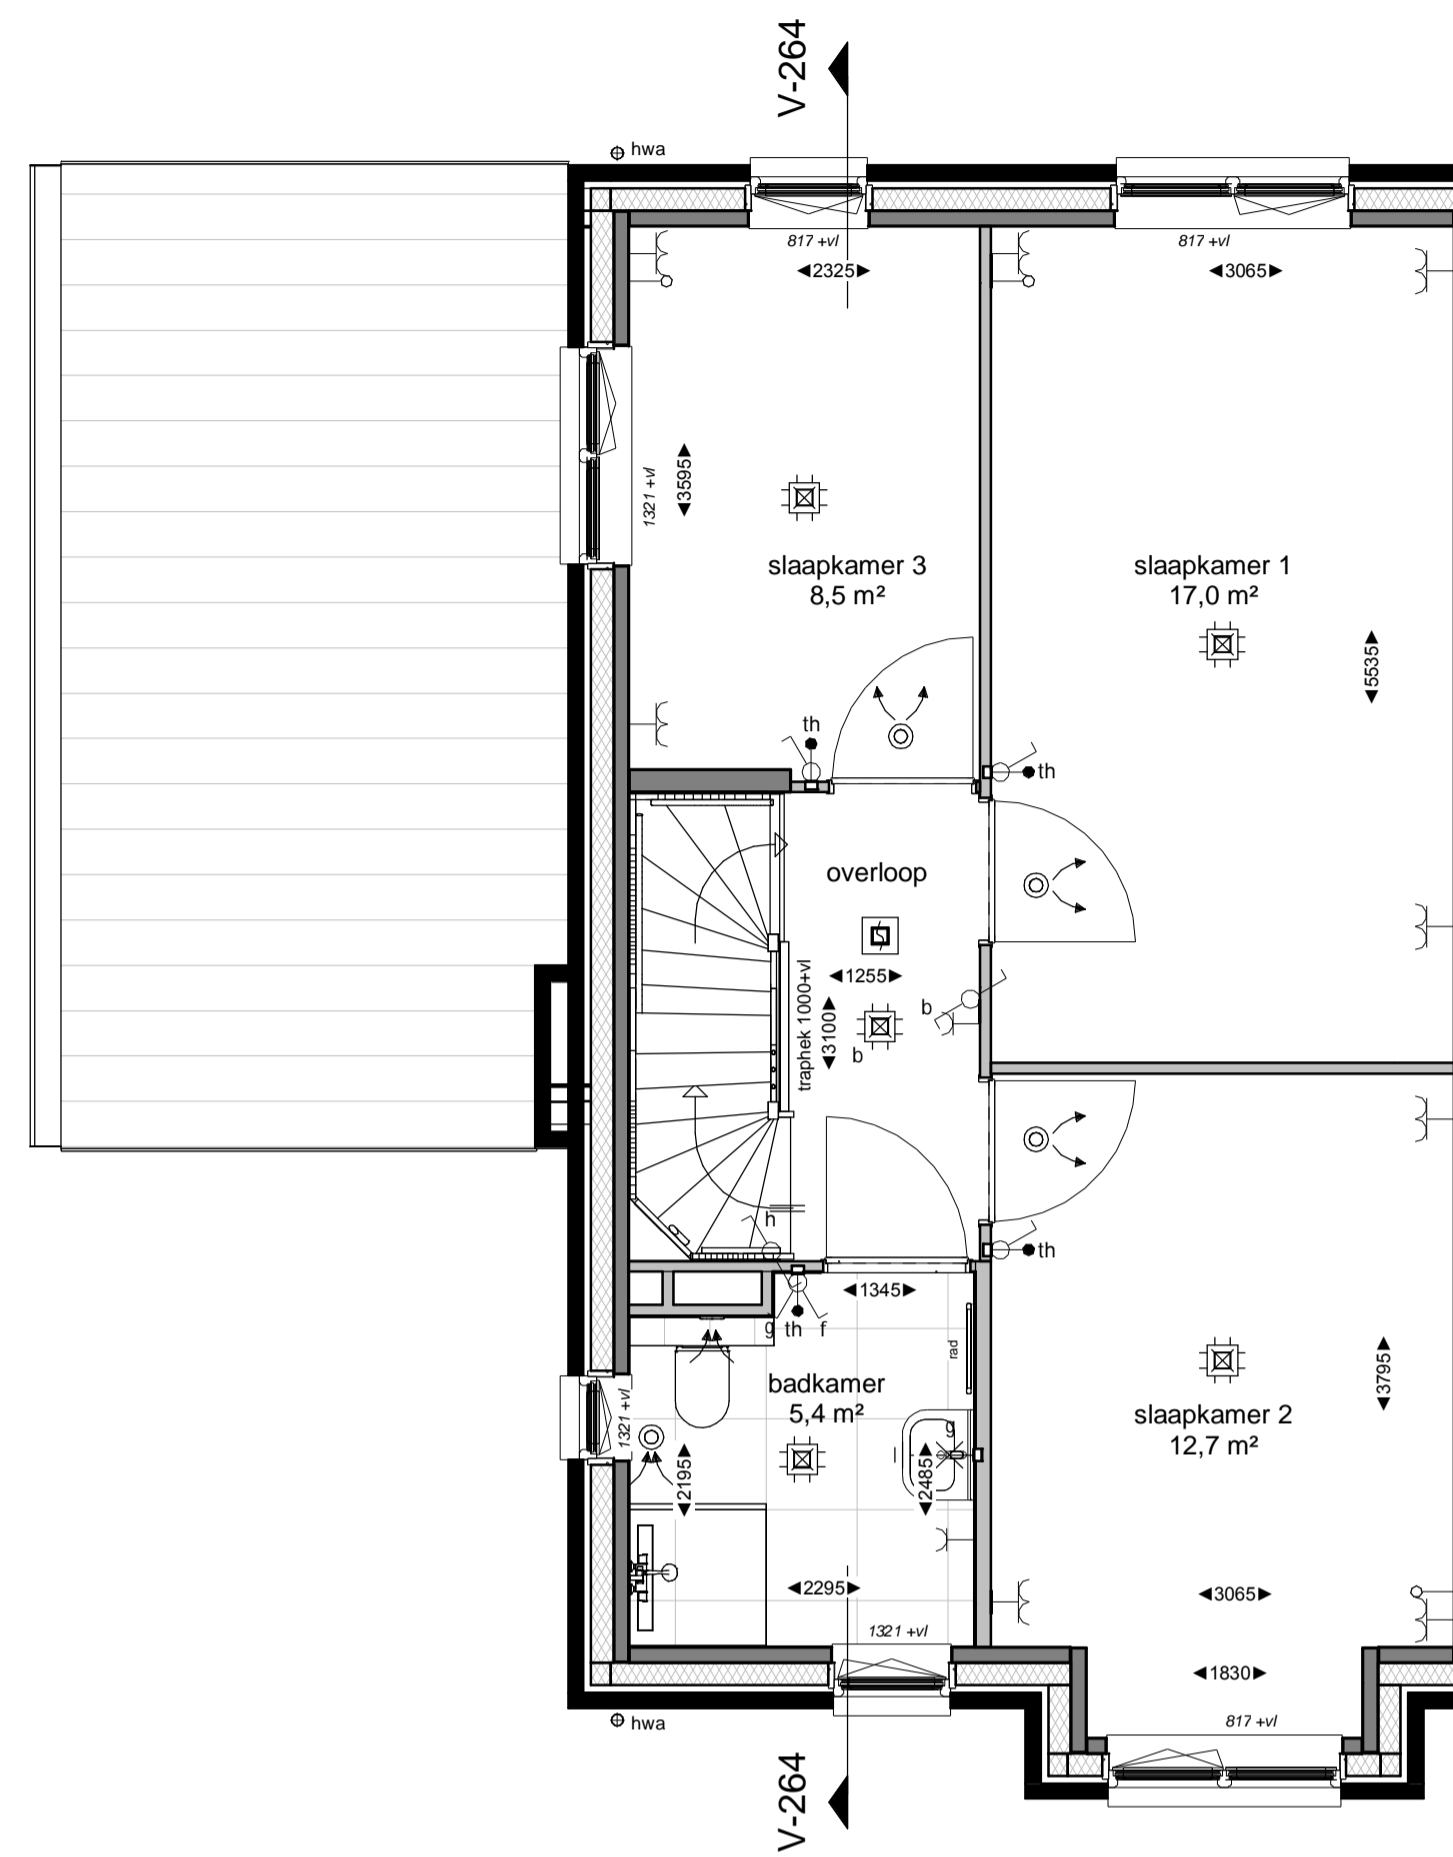 V-264
hwa
817 +vl
817 +vl
2325
3065
1321 +vl
3595
slaapkamer 3
8,5 m²
slaapkamer 1
17,0 m²
5535
th
th
overloop
traphek 1000+vl
1255
3100
b
b
h
th
1345
g th f
rad
badkamer
5,4 m²
1321 +vl
g
2195
2485
3795
slaapkamer 2
12,7 m²
2295
3065
1321 +vl
1830
817 +vl
hwa
V-264